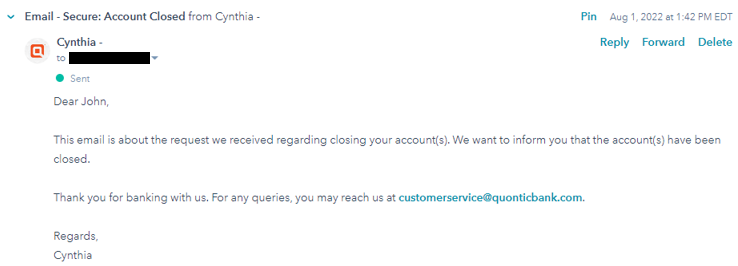 Email - Secure: Account Closed from Cynthia -
Pin Aug 1, 2022 at 1:42 PM EDT
Cynthia -
Reply Forward Delete
to
Sent
Dear John,
This email is about the request we received regarding closing your account(s). We want to inform you that the account(s) have been
closed.
Thank you for banking with us. For any queries, you may reach us at customerservice@quonticbank.com.
Regards,
Cynthia